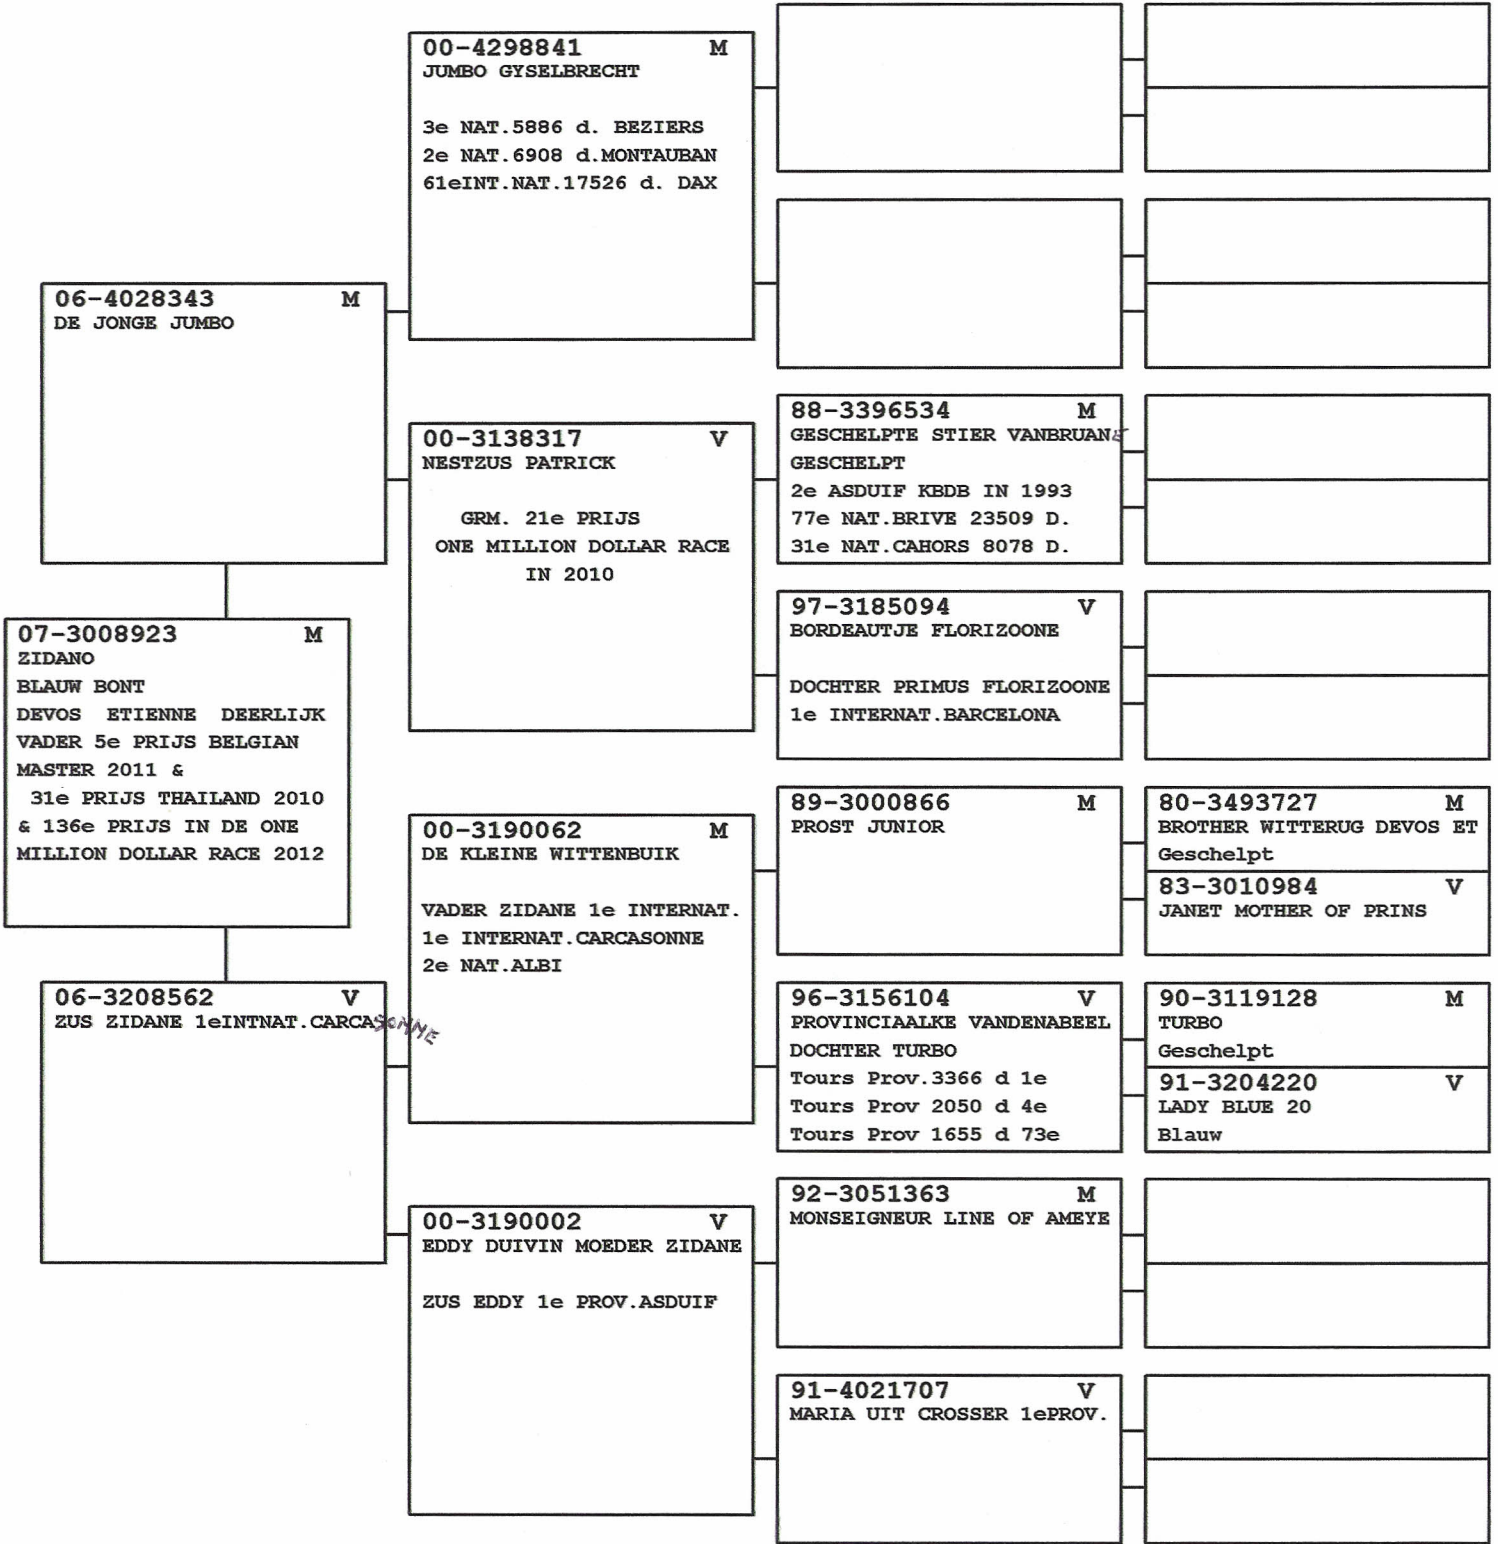 00-4298841 M
JUMBO GYSELBRECHT
3e NAT.5886 d. BEZIERS
2e NAT.6908 d.MONTAUBAN
61eINT.NAT.17526 d. DAX
06-4028343 M
DE JONGE JUMBO
88-3396534 M
GESCHELPTE STIER VANBRUANE
GESCHELPT
2e ASDUIF KBDB IN 1993
77e NAT.BRIVE 23509 D.
31e NAT.CAHORS 8078 D.
00-3138317 V
NESTZUS PATRICK
GRM. 21e PRIJS
ONE MILLION DOLLAR RACE
IN 2010
97-3185094 V
BORDEAUTJE FLORIZOONE
DOCHTER PRIMUS FLORIZOONE
1e INTERNAT.BARCELONA
07-3008923 M
ZIDANO
BLAUW BONT
DEVOS ETIENNE DEERLIJK
VADER 5e PRIJS BELGIAN
MASTER 2011 &
31e PRIJS THAILAND 2010
& 136e PRIJS IN DE ONE
MILLION DOLLAR RACE 2012
89-3000866 M
PROST JUNIOR
80-3493727 M
BROTHER WITTERUG DEVOS ET
Geschelpt
83-3010984 V
JANET MOTHER OF PRINS
00-3190062 M
DE KLEINE WITTENBUIK
VADER ZIDANE 1e INTERNAT.
1e INTERNAT.CARCASONNE
2e NAT.ALBI
06-3208562 V
ZUS ZIDANE 1eINTNAT.CARCASONNE
96-3156104 V
PROVINCIAALKE VANDENABEEL
DOCHTER TURBO
Tours Prov.3366 d 1e
Tours Prov 2050 d 4e
Tours Prov 1655 d 73e
90-3119128 M
TURBO
Geschelpt
91-3204220 V
LADY BLUE 20
Blauw
92-3051363 M
MONSEIGNEUR LINE OF AMEYE
00-3190002 V
EDDY DUIVIN MOEDER ZIDANE
ZUS EDDY 1e PROV.ASDUIF
91-4021707 V
MARIA UIT CROSSER 1ePROV.